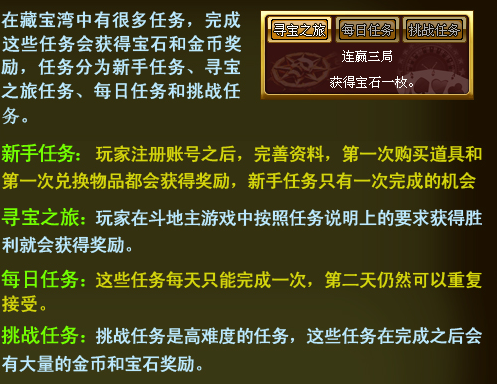 在藏宝湾中有很多任务，完成
这些任务会获得宝石和金币奖
励，任务分为新手任务、寻宝
之旅任务、每日任务和挑战任
务。
寻宝之旅 每日任务 挑战任务
连赢三局
获得宝石一枚。
新手任务：玩家注册账号之后，完善资料，第一次购买道具和
第一次兑换物品都会获得奖励，新手任务只有一次完成的机会
寻宝之旅：玩家在斗地主游戏中按照任务说明上的要求获得胜
利就会获得奖励。
每日任务：这些任务每天只能完成一次，第二天仍然可以重复
接受。
挑战任务：挑战任务是高难度的任务，这些任务在完成之后会
有大量的金币和宝石奖励。